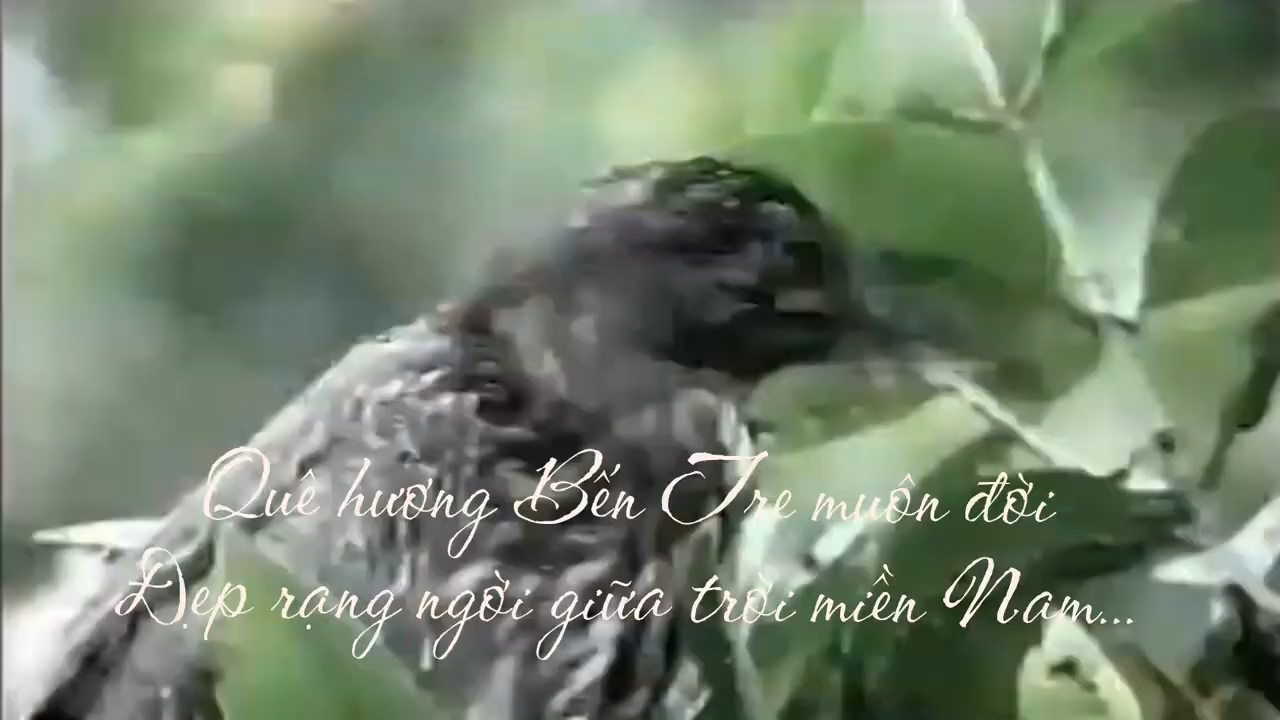 Quê hương Bến Tre muôn đời
Đẹp rạng ngời giữa trời miền Nam...